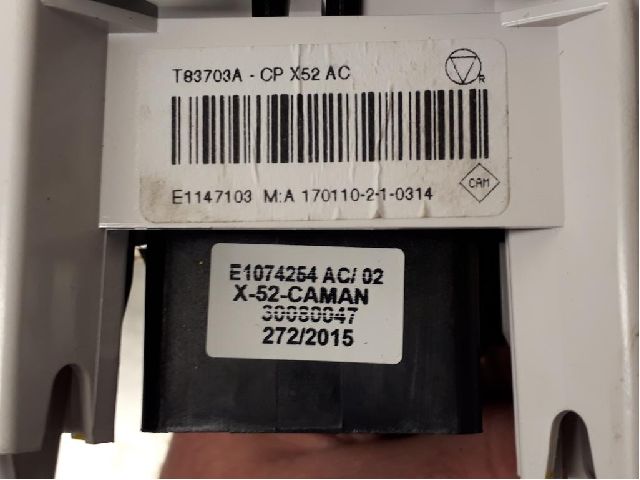 T83703A - CP X52 AC
R
E1147103 M:A 170110-2-1-0314
CAM
E1074254 AC/ 02
X-52-CAMAN
30080047
272/2015